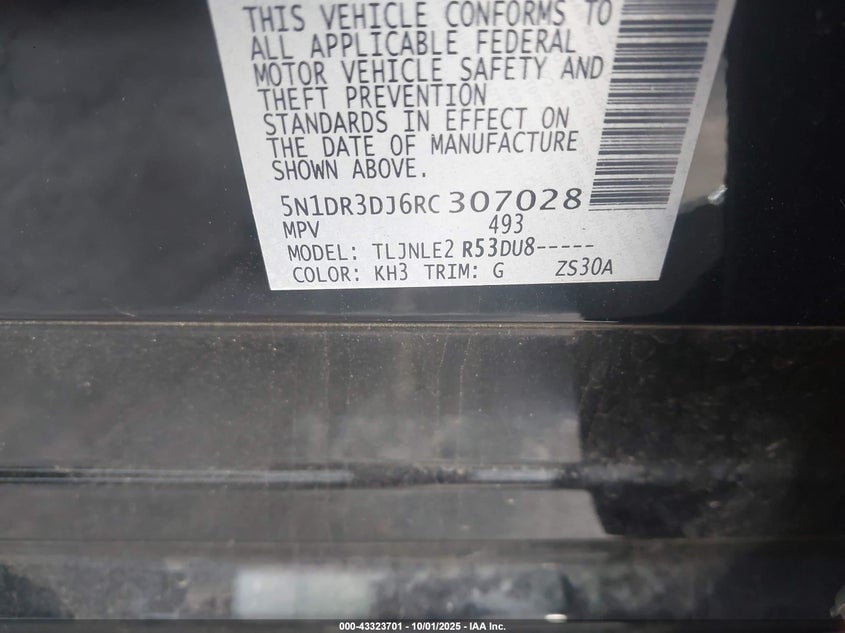 THIS VEHICLE CONFORMS TO
ALL APPLICABLE FEDERAL
MOTOR VEHICLE SAFETY AND
THEFT PREVENTION
STANDARDS IN EFFECT ON
THE DATE OF MANUFACTURE
SHOWN ABOVE.
5N1DR3DJ6RC307028
MPV 493
MODEL: TLJNLE2 R53DU8-----
COLOR: KH3 TRIM: G ZS30A
000-43323701 - 10/01/2025 - IAA Inc.